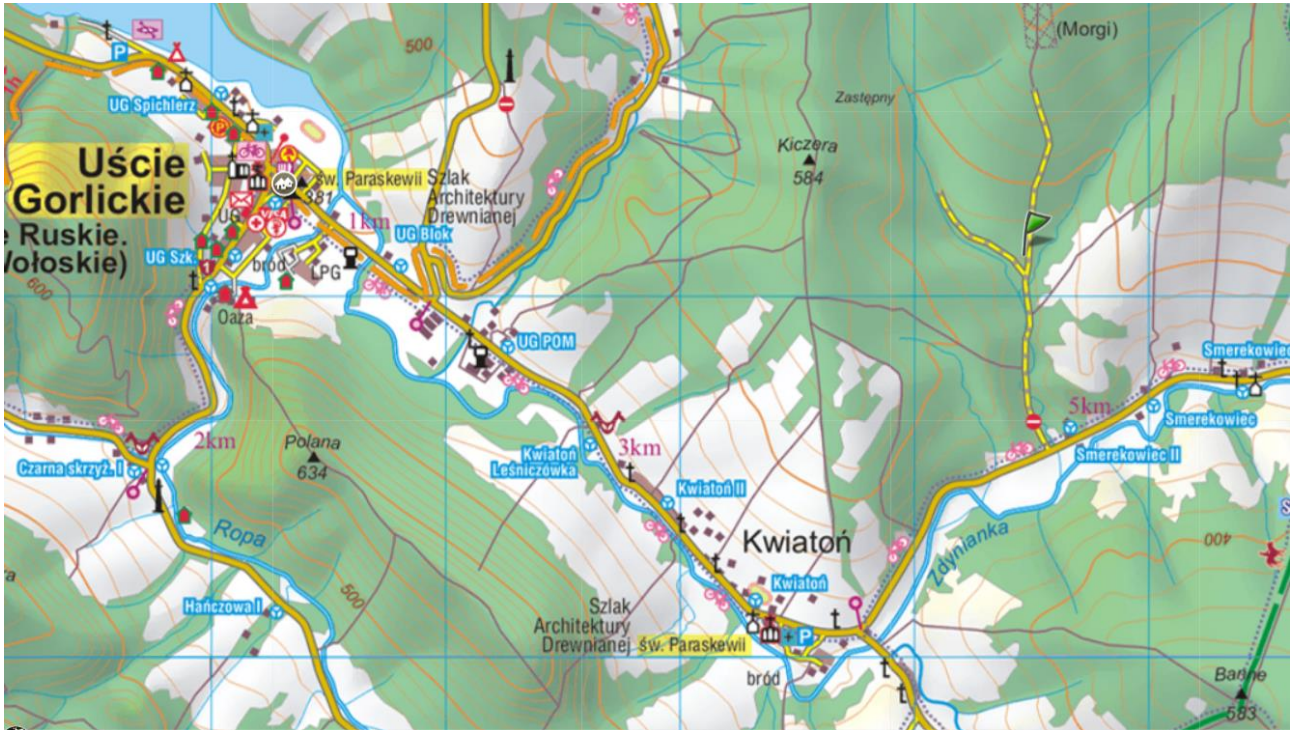 500
(Morgi)
P
UG Spichlerz
Zastępny
Uście
Gorlickie
Kiczera
584
św. Paraskewii
381
Szlak
Architektury
Drewnianej
e Ruskie.
Wołoskie)
UG
1km
UG Blok
UG Szk.
bród
LPG
1
600
Oaza
UG POM
Smerekowiec
5km
Smerekowiec
2km
Polana
634
Czarna skrzyż. I
Kwiatoń
Leśniczówka
3km
Smerekowiec II
Kwiatoń II
Ropa
Kwiatoń
Zdynianka
400
Hańczowa I
500
Kwiatoń
Szlak
Architektury
Drewnianej
św. Paraskewii
P
bród
Banne
583